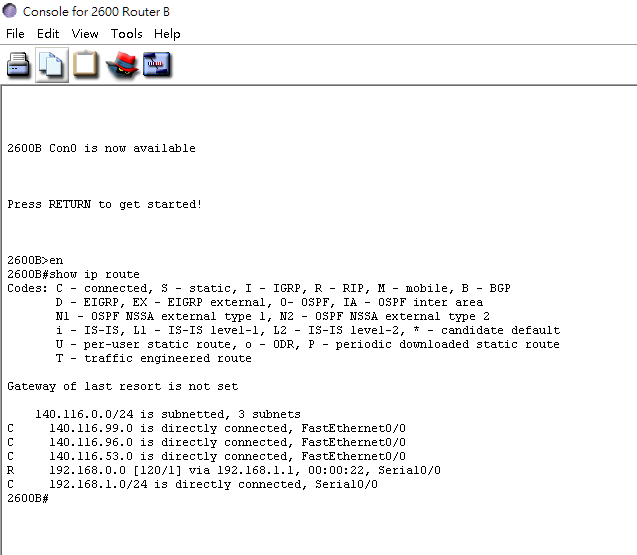 Console for 2600 Router B
File Edit View Tools Help
2600B Con0 is now available
Press RETURN to get started!
2600B>en
2600B#show ip route
Codes: C - connected, S - static, I - IGRP, R - RIP, M - mobile, B - BGP
D - EIGRP, EX - EIGRP external, O- OSPF, IA - OSPF inter area
N1 - OSPF NSSA external type 1, N2 - OSPF NSSA external type 2
i - IS-IS, L1 - IS-IS level-1, L2 - IS-IS level-2, * - candidate default
U - per-user static route, o - ODR, P - periodic downloaded static route
T - traffic engineered route
Gateway of last resort is not set
140.116.0.0/24 is subnetted, 3 subnets
C 140.116.99.0 is directly connected, FastEthernet0/0
C 140.116.96.0 is directly connected, FastEthernet0/0
C 140.116.53.0 is directly connected, FastEthernet0/0
R 192.168.0.0 [120/1] via 192.168.1.1, 00:00:22, Serial0/0
C 192.168.1.0/24 is directly connected, Serial0/0
2600B#